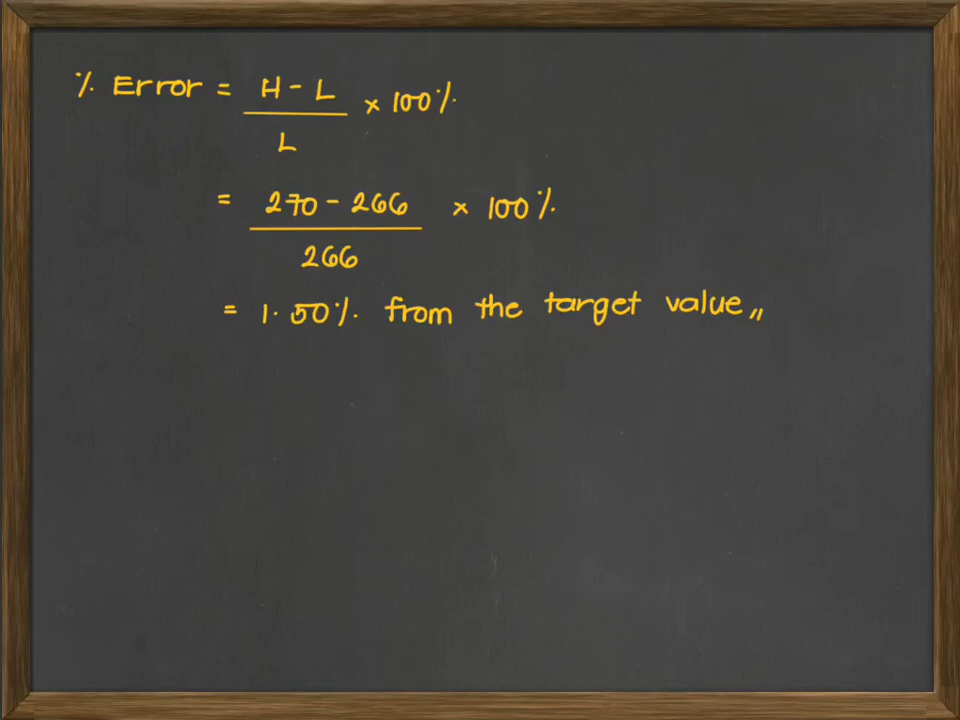 % Error = H - L / L × 100%
= 270 - 266 / 266 × 100%
= 1.50% from the target value,,